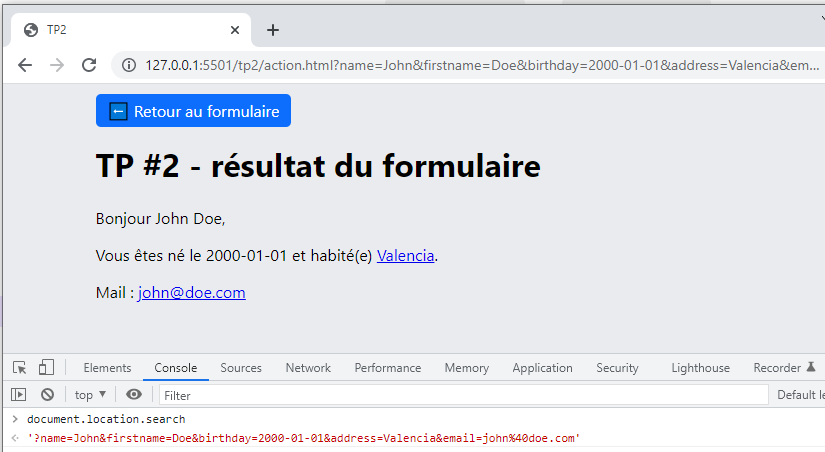 TP2
127.0.0.1:5501/tp2/action.html?name=John&firstname=Doe&birthday=2000-01-01&address=Valencia&em...
← Retour au formulaire
TP #2 - résultat du formulaire
Bonjour John Doe,
Vous êtes né le 2000-01-01 et habité(e) Valencia.
Mail : john@doe.com
Elements Console Sources Network Performance Memory Application Security Lighthouse Recorder
top Filter Default le
document.location.search
'?name=John&firstname=Doe&birthday=2000-01-01&address=Valencia&email=john%40doe.com'